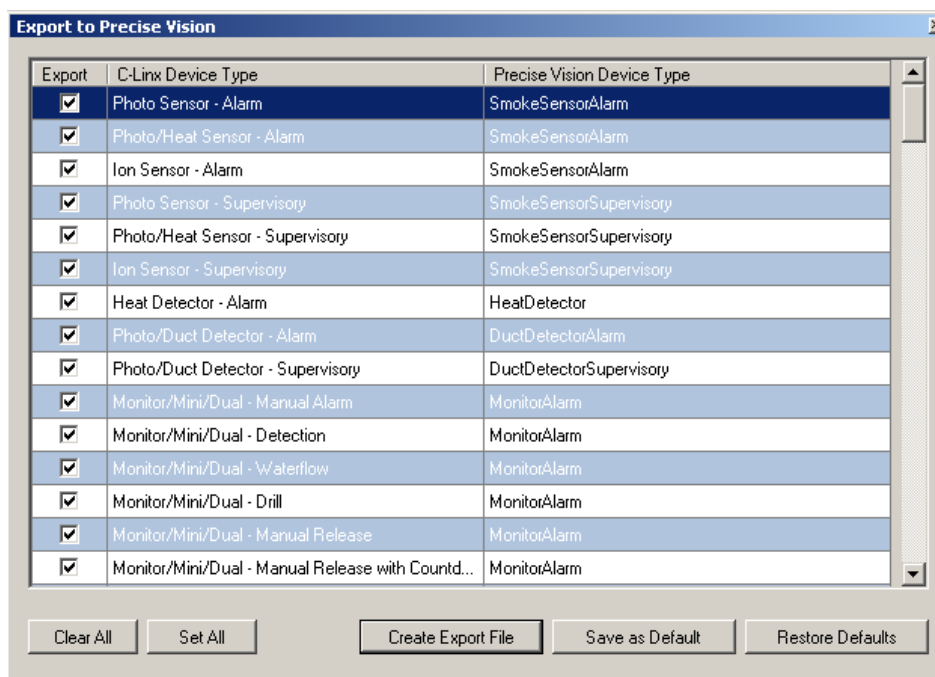 Export to Precise Vision
Export C-Linx Device Type Precise Vision Device Type
Photo Sensor - Alarm SmokeSensorAlarm
Photo/Heat Sensor - Alarm SmokeSensorAlarm
Ion Sensor - Alarm SmokeSensorAlarm
Photo Sensor - Supervisory SmokeSensorSupervisory
Photo/Heat Sensor - Supervisory SmokeSensorSupervisory
Ion Sensor - Supervisory SmokeSensorSupervisory
Heat Detector - Alarm HeatDetector
Photo/Duct Detector - Alarm DuctDetectorAlarm
Photo/Duct Detector - Supervisory DuctDetectorSupervisory
Monitor/Mini/Dual - Manual Alarm MonitorAlarm
Monitor/Mini/Dual - Detection MonitorAlarm
Monitor/Mini/Dual - Waterflow MonitorAlarm
Monitor/Mini/Dual - Drill MonitorAlarm
Monitor/Mini/Dual - Manual Release MonitorAlarm
Monitor/Mini/Dual - Manual Release with Countd... MonitorAlarm
Clear All Set All Create Export File Save as Default Restore Defaults